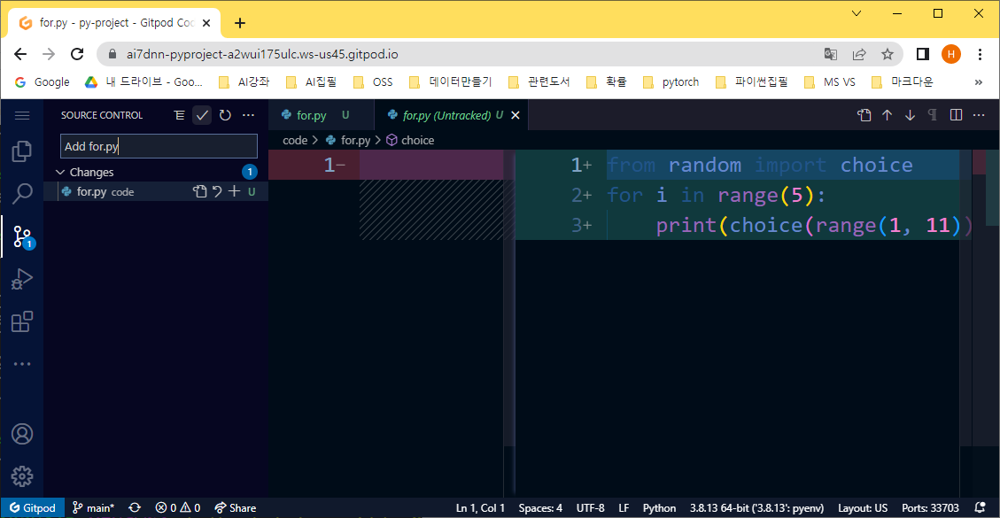 for.py - py-project - Gitpod Coc
ai7dnn-pyproject-a2wui175ulc.ws-us45.gitpod.io
H
Google 내 드라이브 - Goo... AI강좌 AI집필 OSS 데이터만들기 관련도서 확률 pytorch 파이썬집필 MS VS 마크다운 »
SOURCE CONTROL
for.py U
for.py (Untracked) U
Add for.py
code > for.py > choice
Changes 1
for.py code U
1
1−
1+ from random import choice
2+ for i in range(5):
3+ print(choice(range(1, 11))
Gitpod main* 0 0 Share Ln 1, Col 1 Spaces: 4 UTF-8 LF Python 3.8.13 64-bit ('3.8.13': pyenv) Layout: US Ports: 33703